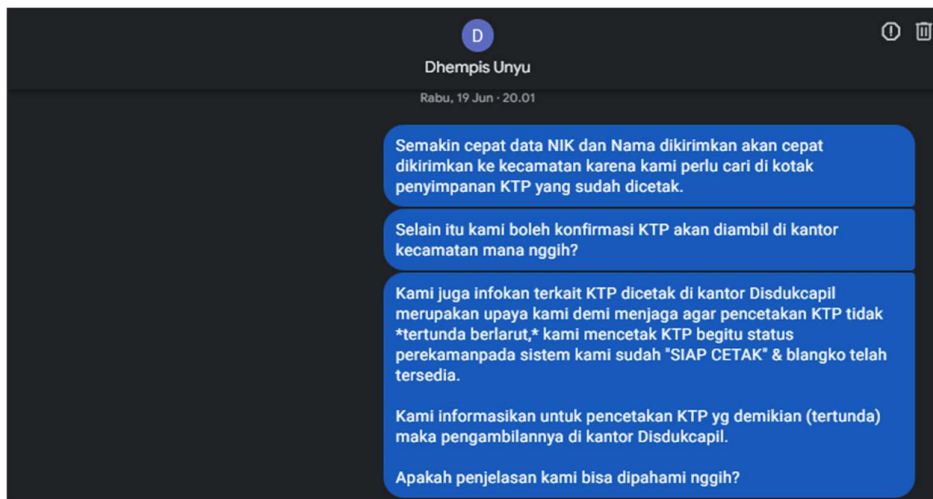 D
Dhempis Unyu
Rabu, 19 Jun · 20.01
Semakin cepat data NIK dan Nama dikirimkan akan cepat
dikirimkan ke kecamatan karena kami perlu cari di kotak
penyimpanan KTP yang sudah dicetak.
Selain itu kami boleh konfirmasi KTP akan diambil di kantor
kecamatan mana nggih?
Kami juga infokan terkait KTP dicetak di kantor Disdukcapil
merupakan upaya kami demi menjaga agar pencetakan KTP tidak
*tertunda berlarut,* kami mencetak KTP begitu status
perekamanpada sistem kami sudah "SIAP CETAK" & blangko telah
tersedia.
Kami informasikan untuk pencetakan KTP yg demikian (tertunda)
maka pengambilannya di kantor Disdukcapil.
Apakah penjelasan kami bisa dipahami nggih?